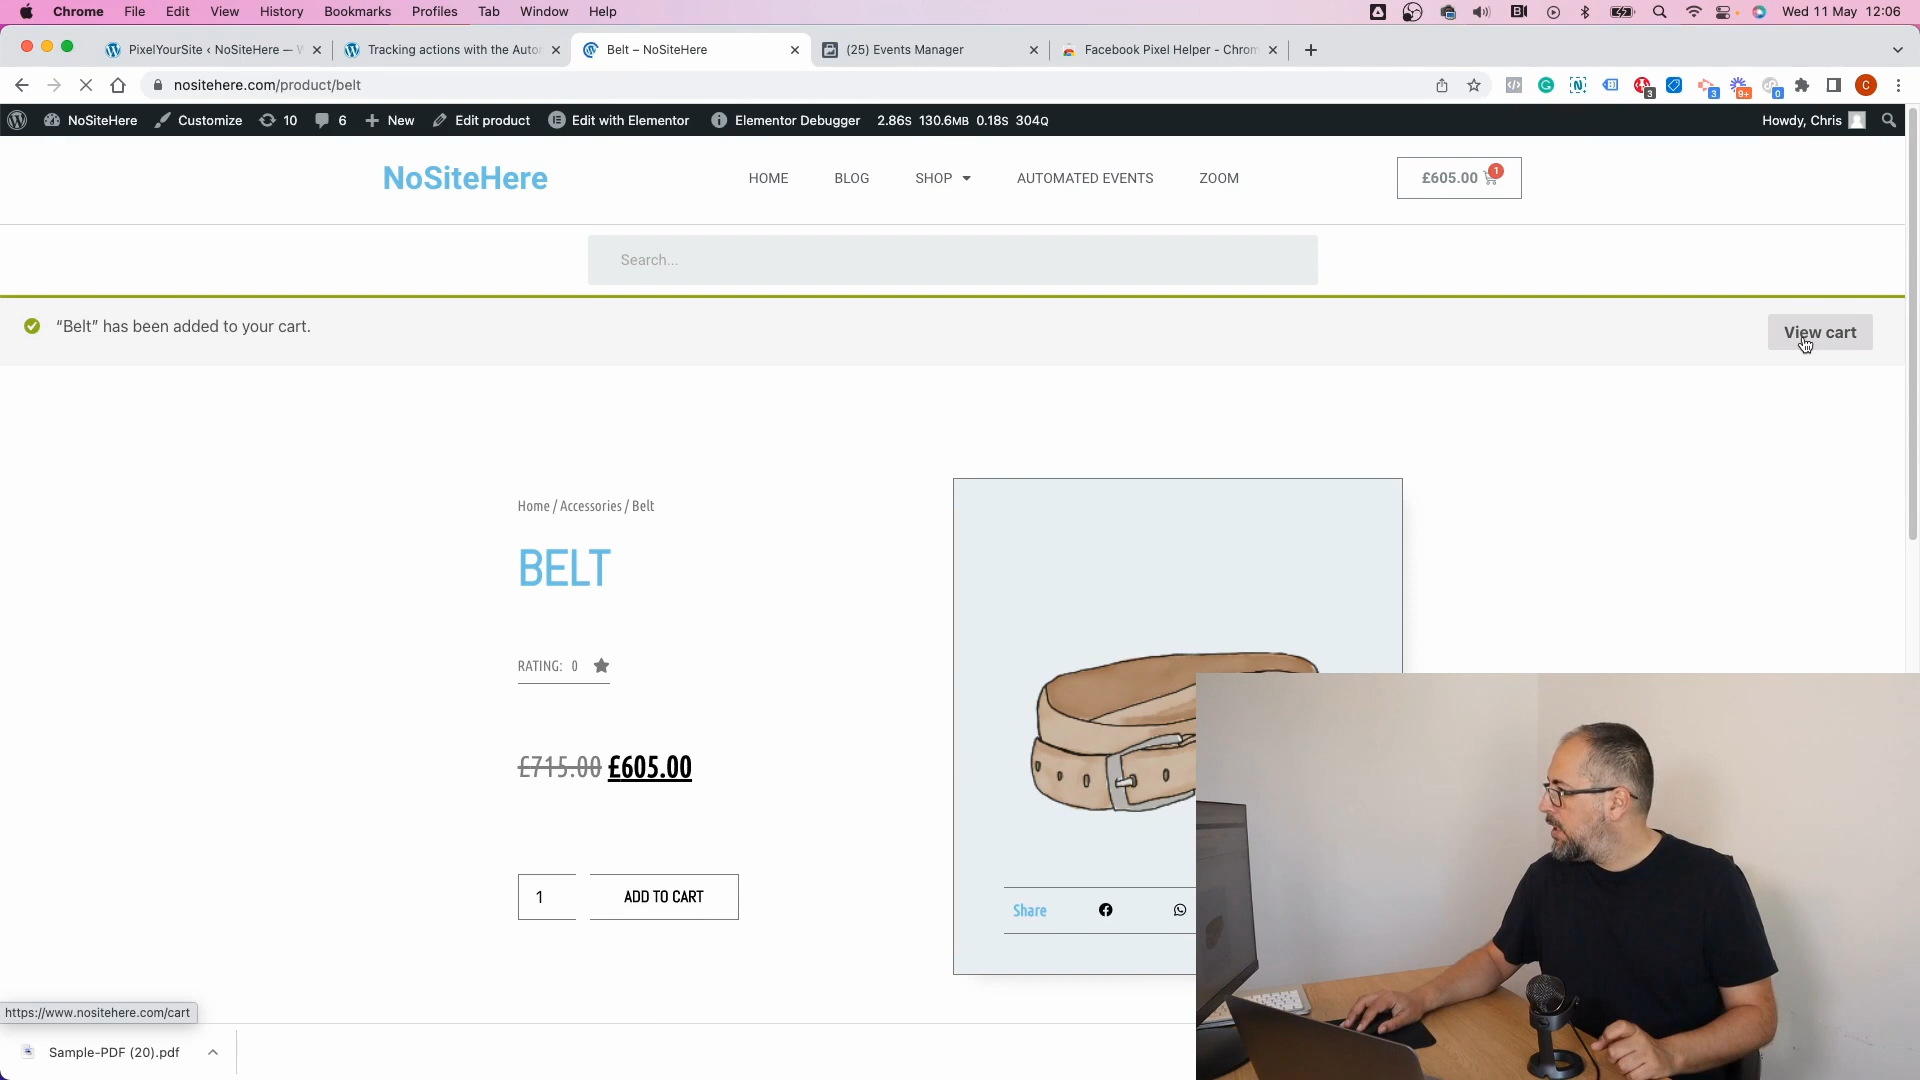 Chrome File Edit View History Bookmarks Profiles Tab Window Help Wed 11 May 12:06
PixelYourSite ‹ NoSiteHere — Tracking actions with the Auto Belt – NoSiteHere (25) Events Manager Facebook Pixel Helper - Chrom
nositehere.com/product/belt 3 3 9+ 0 C
NoSiteHere Customize 10 6 New Edit product Edit with Elementor Elementor Debugger 2.86S 130.6MB 0.18S 304Q Howdy, Chris
NoSiteHere HOME BLOG SHOP AUTOMATED EVENTS ZOOM £605.00 1
Search...
“Belt” has been added to your cart. View cart
Home / Accessories / Belt
BELT
RATING: 0
£715.00 £605.00
1 ADD TO CART
Share
https://www.nositehere.com/cart
Sample-PDF (20).pdf